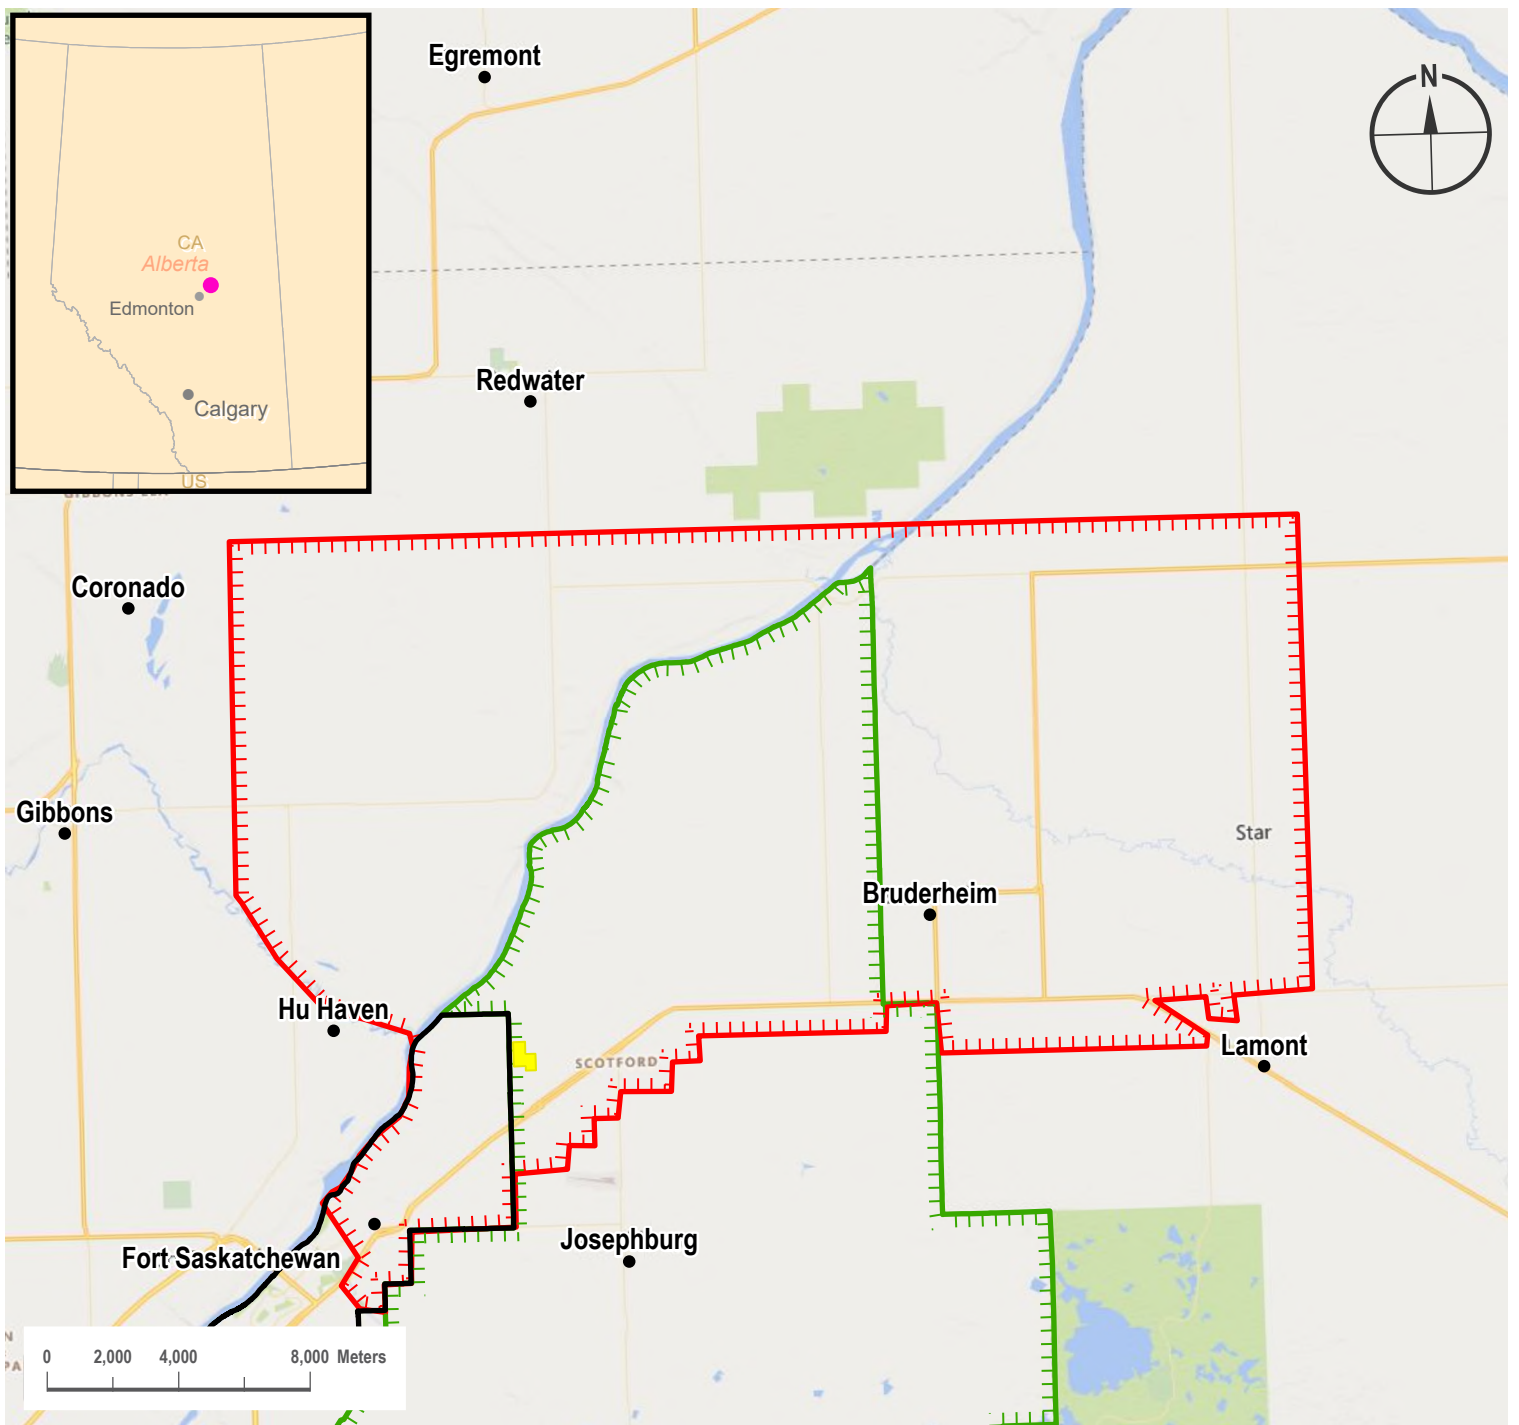 Egremont
N
CA
Alberta
Edmonton
Calgary
US
Redwater
Coronado
Gibbons
Star
Bruderheim
Hu Haven
SCOTFORD
Lamont
Fort Saskatchewan
Josephburg
N
PA
0 2,000 4,000 8,000 Meters